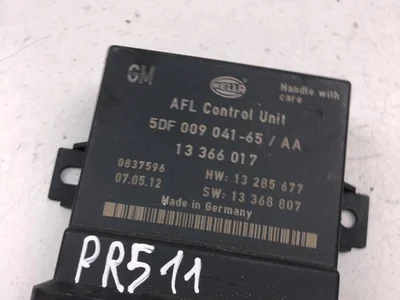 GM
HELLA
Handle with
care
AFL Control Unit
5DF 009 041-65 / AA
13 366 017
0837596
07.05.12
HW: 13 285 677
SW: 13 368 807
Made in Germany
PR511